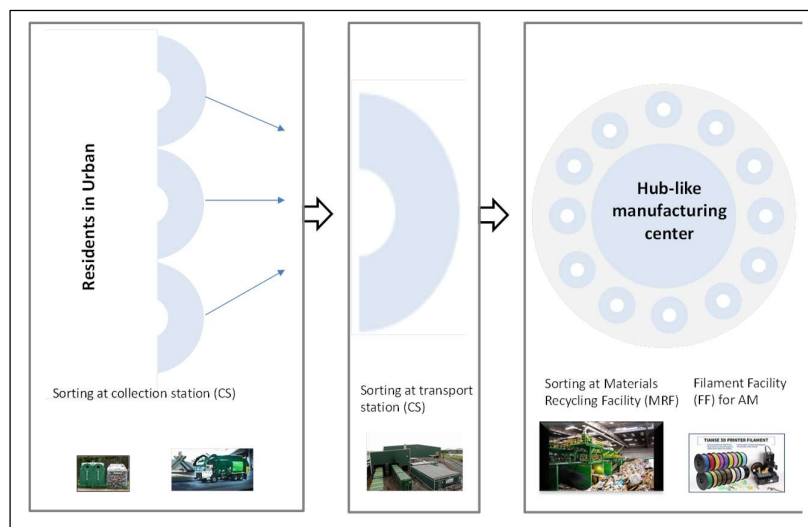 Residents in Urban
Sorting at collection station (CS)
Sorting at transport
station (CS)
Hub-like
manufacturing
center
Sorting at Materials
Recycling Facility (MRF)
Filament Facility
(FF) for AM
TIANSE 3D PRINTER FILAMENT